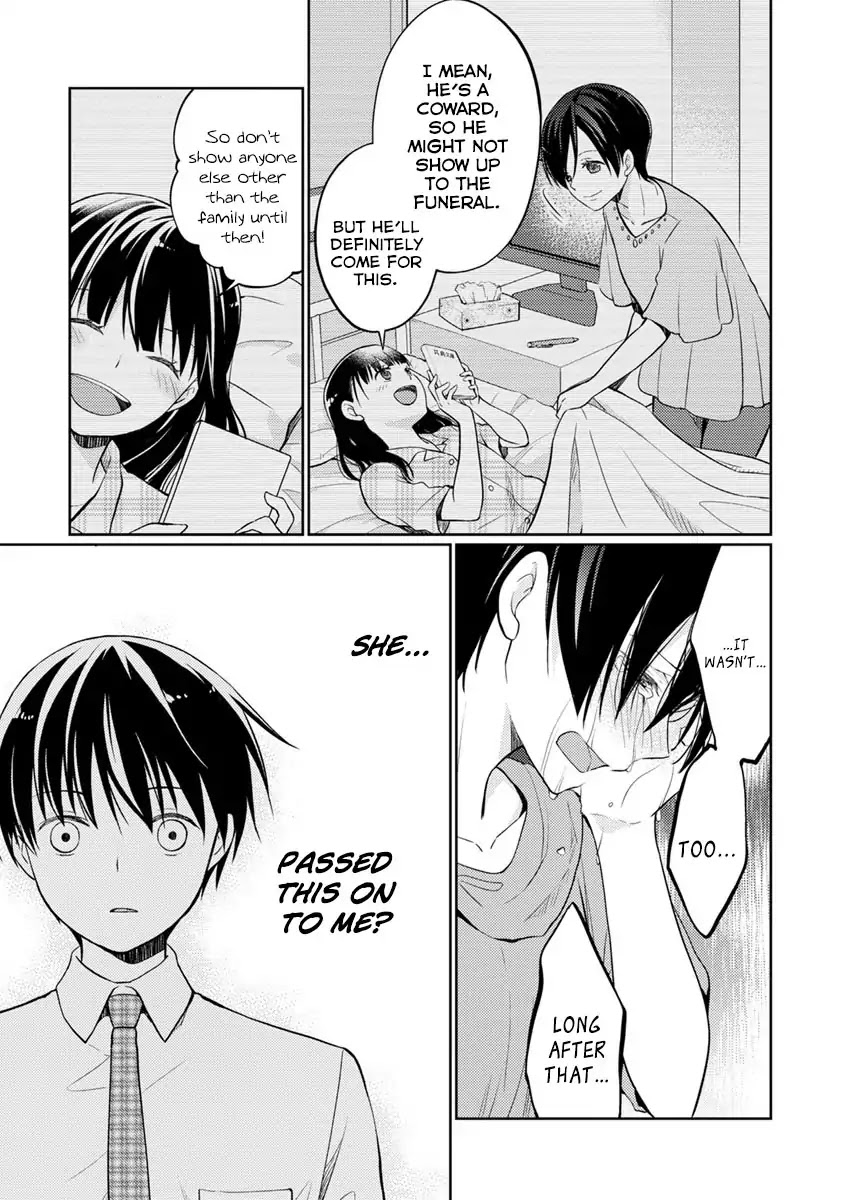 I MEAN,
HE'S A
COWARD,
SO HE
MIGHT NOT
SHOW UP
TO THE
FUNERAL.
BUT HE'LL
DEFINITELY
COME FOR
THIS.
So don't
show anyone
else other
than the
family until
then!
...IT
WASN'T...
TOO...
LONG
AFTER
THAT...
SHE...
PASSED
THIS ON
TO ME?